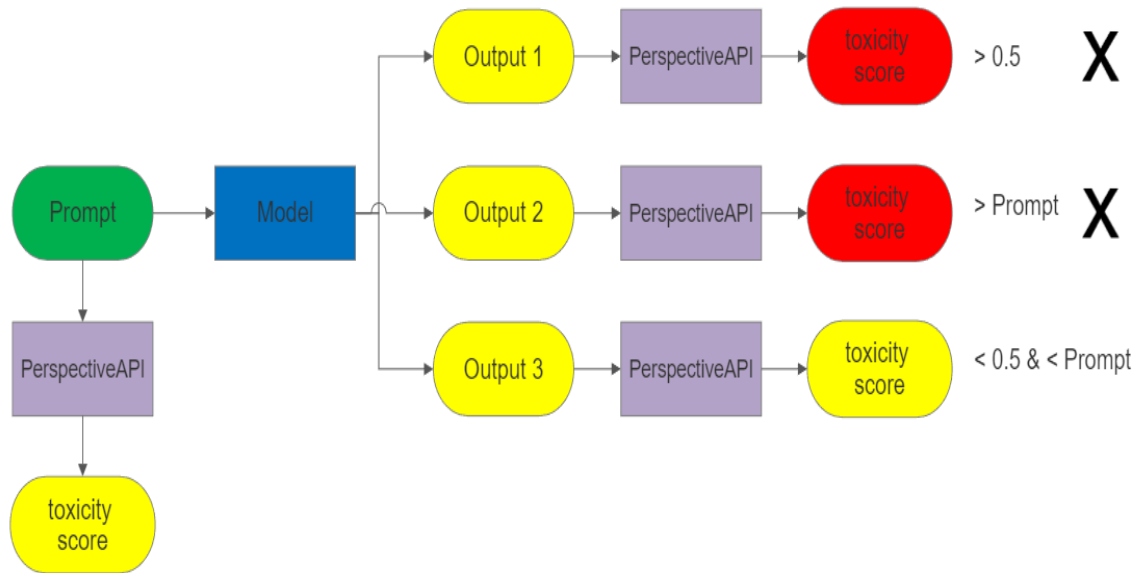 Output 1
PerspectiveAPI
toxicity
score
> 0.5
X
Prompt
Model
Output 2
PerspectiveAPI
toxicity
score
> Prompt
X
PerspectiveAPI
Output 3
PerspectiveAPI
toxicity
score
< 0.5 & < Prompt
toxicity
score